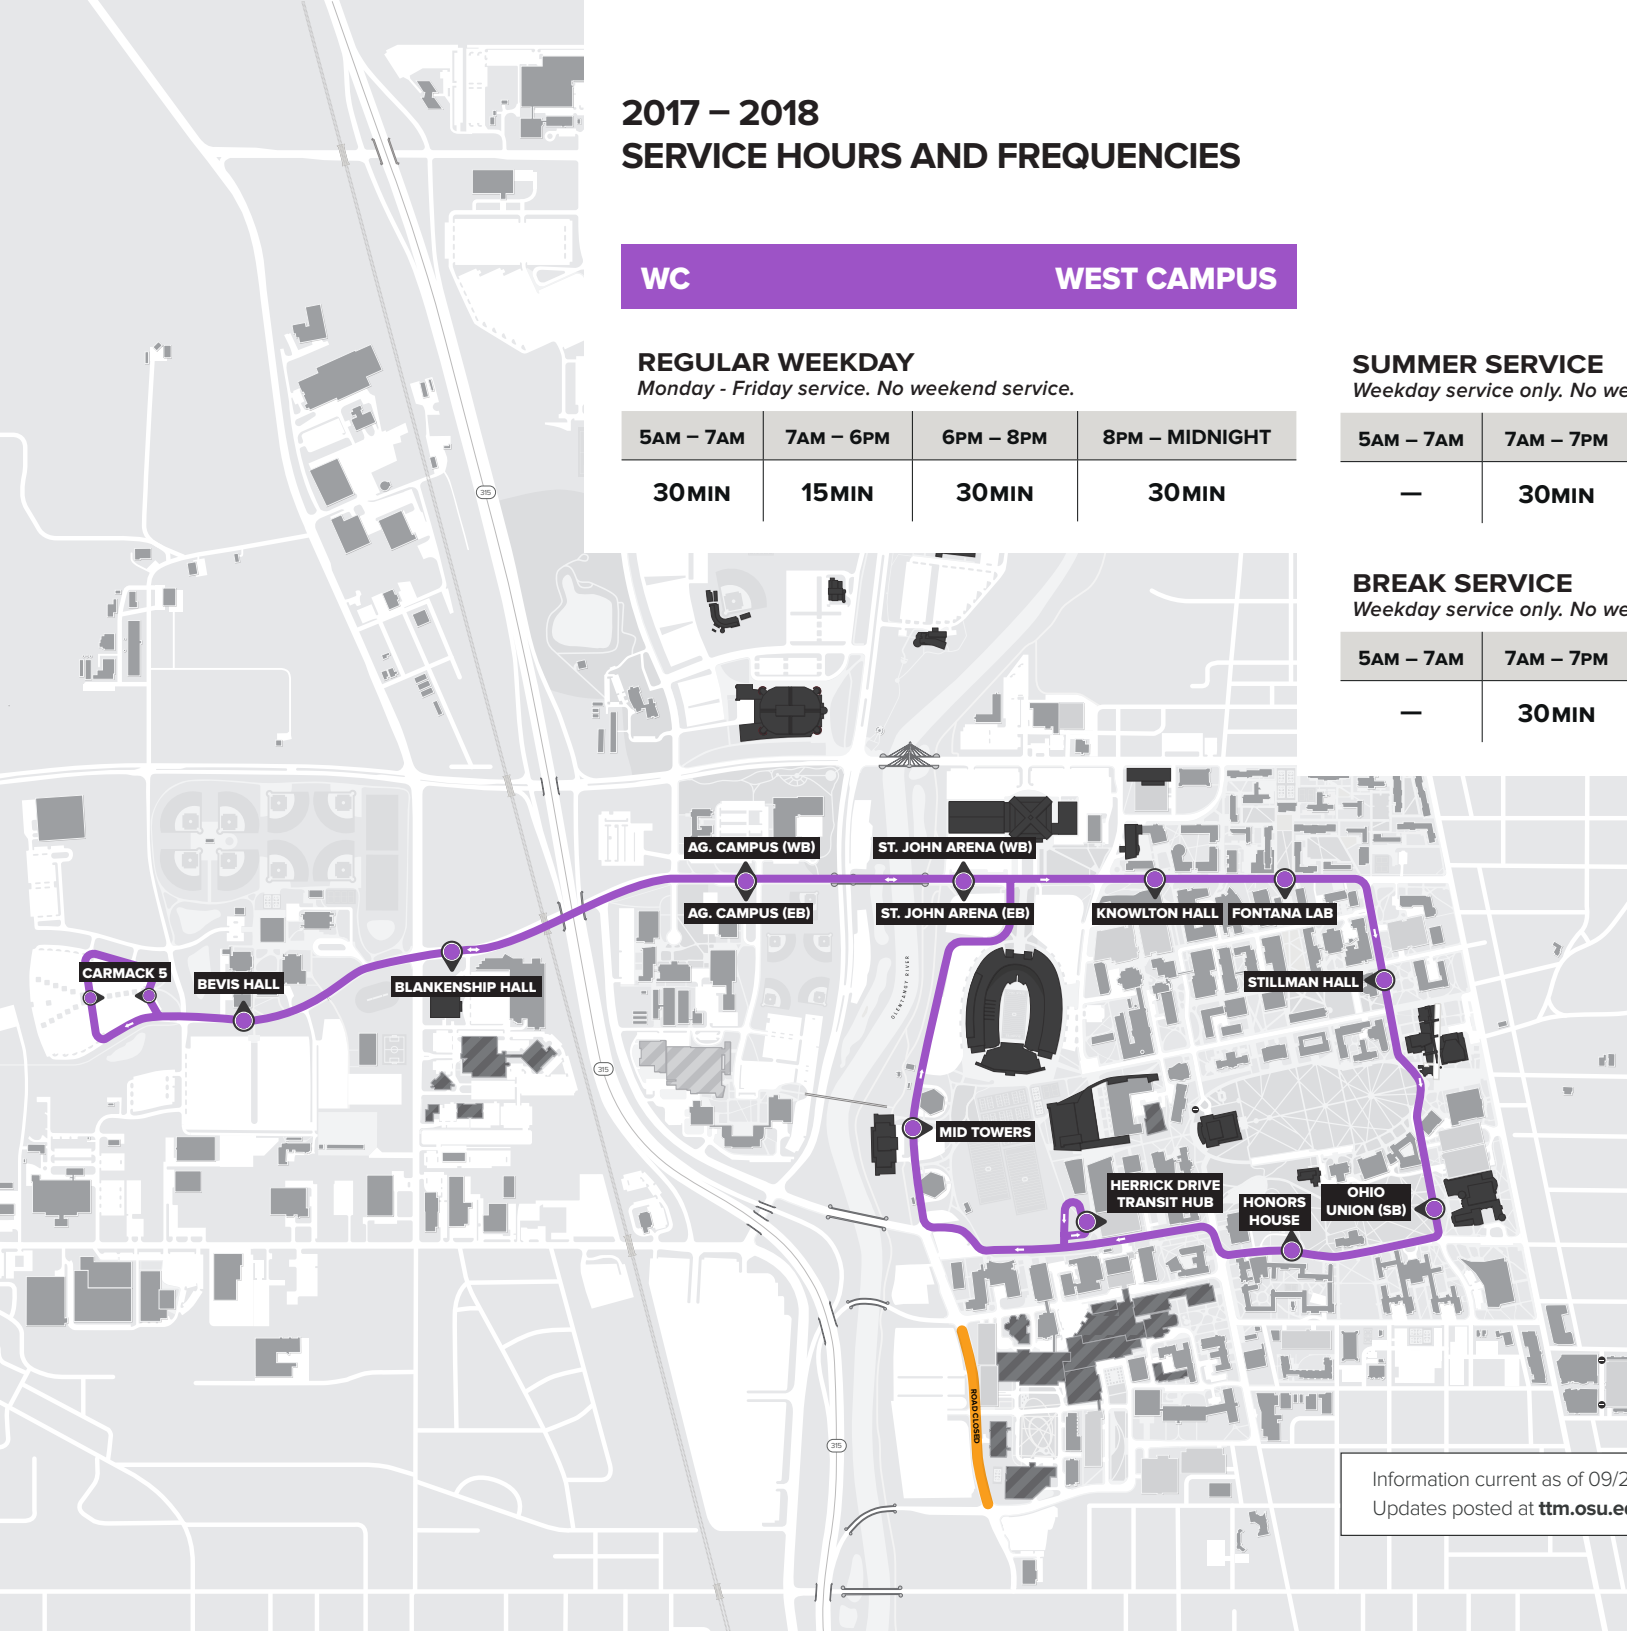 2017 – 2018
SERVICE HOURS AND FREQUENCIES
WC WEST CAMPUS
REGULAR WEEKDAY
Monday - Friday service. No weekend service.
5AM – 7AM 7AM – 6PM 6PM – 8PM 8PM – MIDNIGHT
30MIN 15MIN 30MIN 30MIN
SUMMER SERVICE
Weekday service only. No we
5AM – 7AM 7AM – 7PM
— 30MIN
BREAK SERVICE
Weekday service only. No we
5AM – 7AM 7AM – 7PM
— 30MIN
315
AG. CAMPUS (WB)
ST. JOHN ARENA (WB)
AG. CAMPUS (EB)
ST. JOHN ARENA (EB)
KNOWLTON HALL
FONTANA LAB
CARMACK 5
BEVIS HALL
BLANKENSHIP HALL
STILLMAN HALL
OLENTANGY RIVER
315
MID TOWERS
HERRICK DRIVE
TRANSIT HUB
HONORS
HOUSE
OHIO
UNION (SB)
ROAD CLOSED
315
Information current as of 09/2
Updates posted at ttm.osu.e